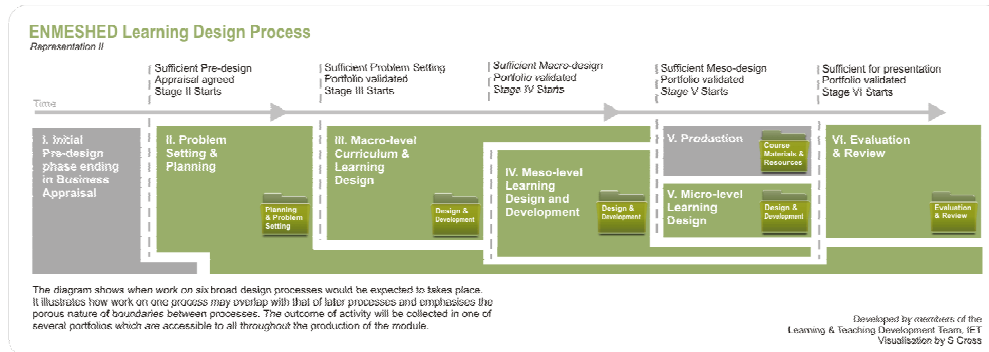 ENMESHED Learning Design Process
Representation II
Sufficient Pre-design
Appraisal agreed
Stage II Starts
Sufficient Problem Setting
Portfolio validated
Stage III Starts
Sufficient Macro-design
Portfolio validated
Stage IV Starts
Sufficient Meso-design
Portfolio validated
Stage V Starts
Sufficient for presentation
Portfolio validated
Stage VI Starts
Time
I. Initial
Pre-design
phase ending
in Business
Appraisal
II. Problem
Setting &
Planning
Planning
& Problem
Setting
III. Macro-level
Curriculum &
Learning
Design
Design &
Development
IV. Meso-level
Learning
Design and
Development
Design &
Development
V. Production
Course
Materials &
Resources
V. Micro-level
Learning
Design
Design &
Development
VI. Evaluation
& Review
Evaluation
& Review
The diagram shows when work on six broad design processes would be expected to takes place.
It illustrates how work on one process may overlap with that of later processes and emphasises the
porous nature of boundaries between processes. The outcome of activity will be collected in one of
several portfolios which are accessible to all throughout the production of the module.
Developed by members of the
Learning & Teaching Development Team, IET
Visualisation by S Cross